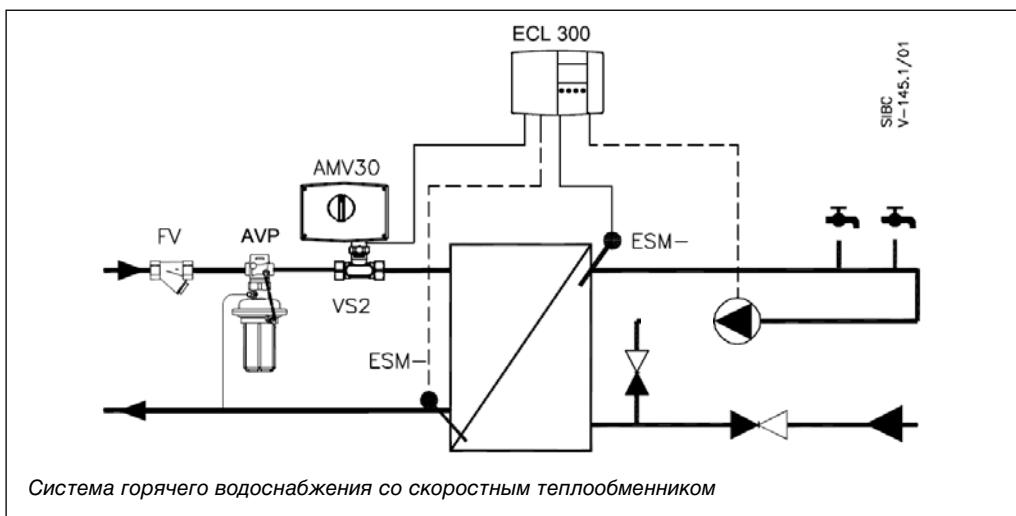 ECL 300
SIBC
V-145.1/01
AMV30
FV
AVP
ESM-
VS2
ESM-
Система горячего водоснабжения со скоростным теплообменником